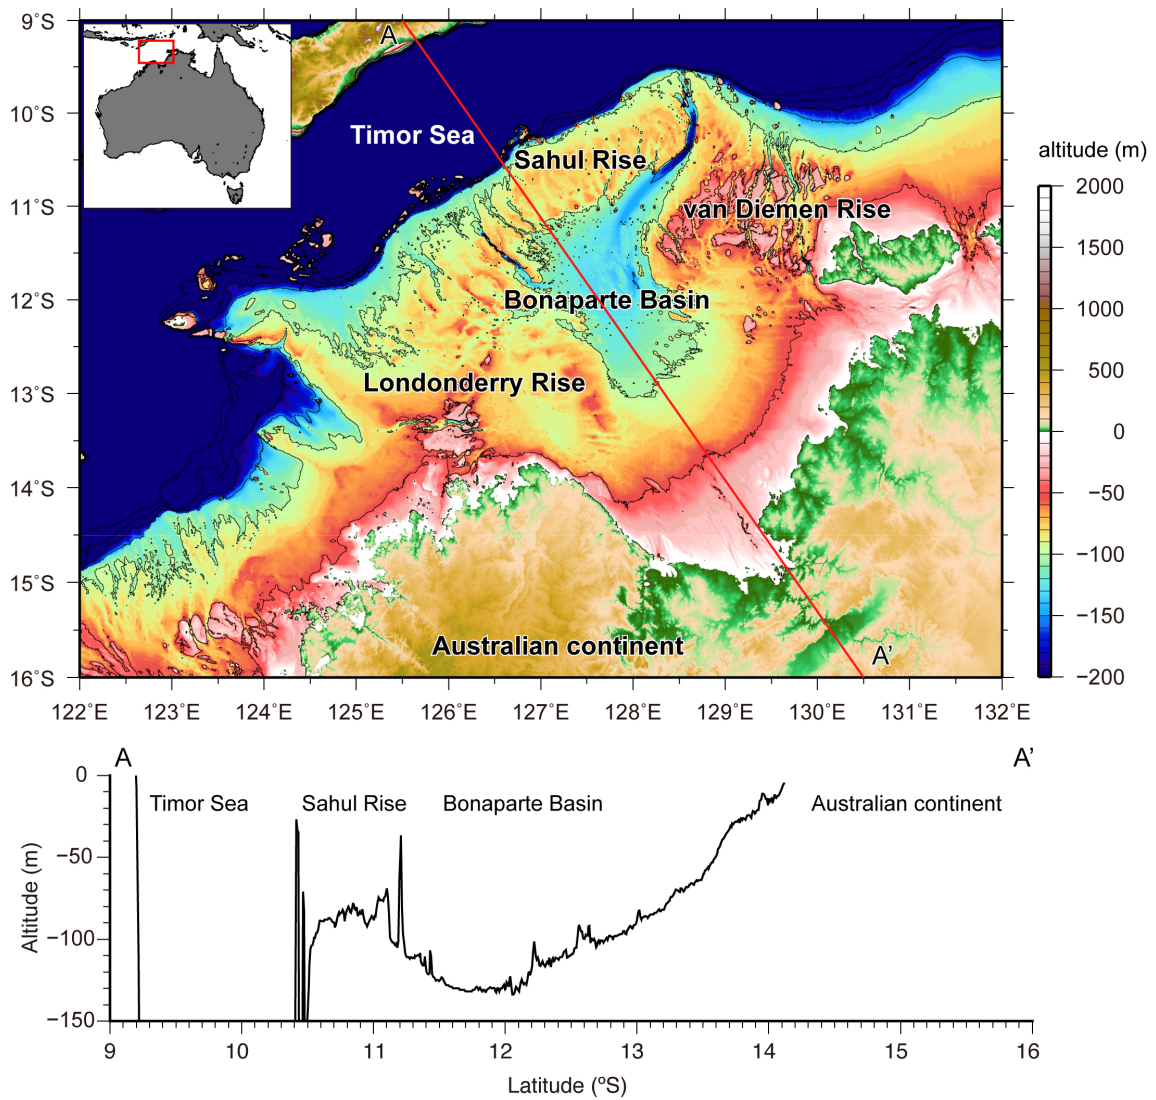 9°S
10°S
11°S
12°S
13°S
14°S
15°S
16°S
A
Timor Sea
Sahul Rise
van Diemen Rise
Bonaparte Basin
Londonderry Rise
Australian continent
A'
122°E 123°E 124°E 125°E 126°E 127°E 128°E 129°E 130°E 131°E 132°E
altitude (m)
2000
1500
1000
500
0
−50
−100
−150
−200
A A'
Timor Sea Sahul Rise Bonaparte Basin Australian continent
Altitude (m)
0
−50
−100
−150
9 10 11 12 13 14 15 16
Latitude (°S)